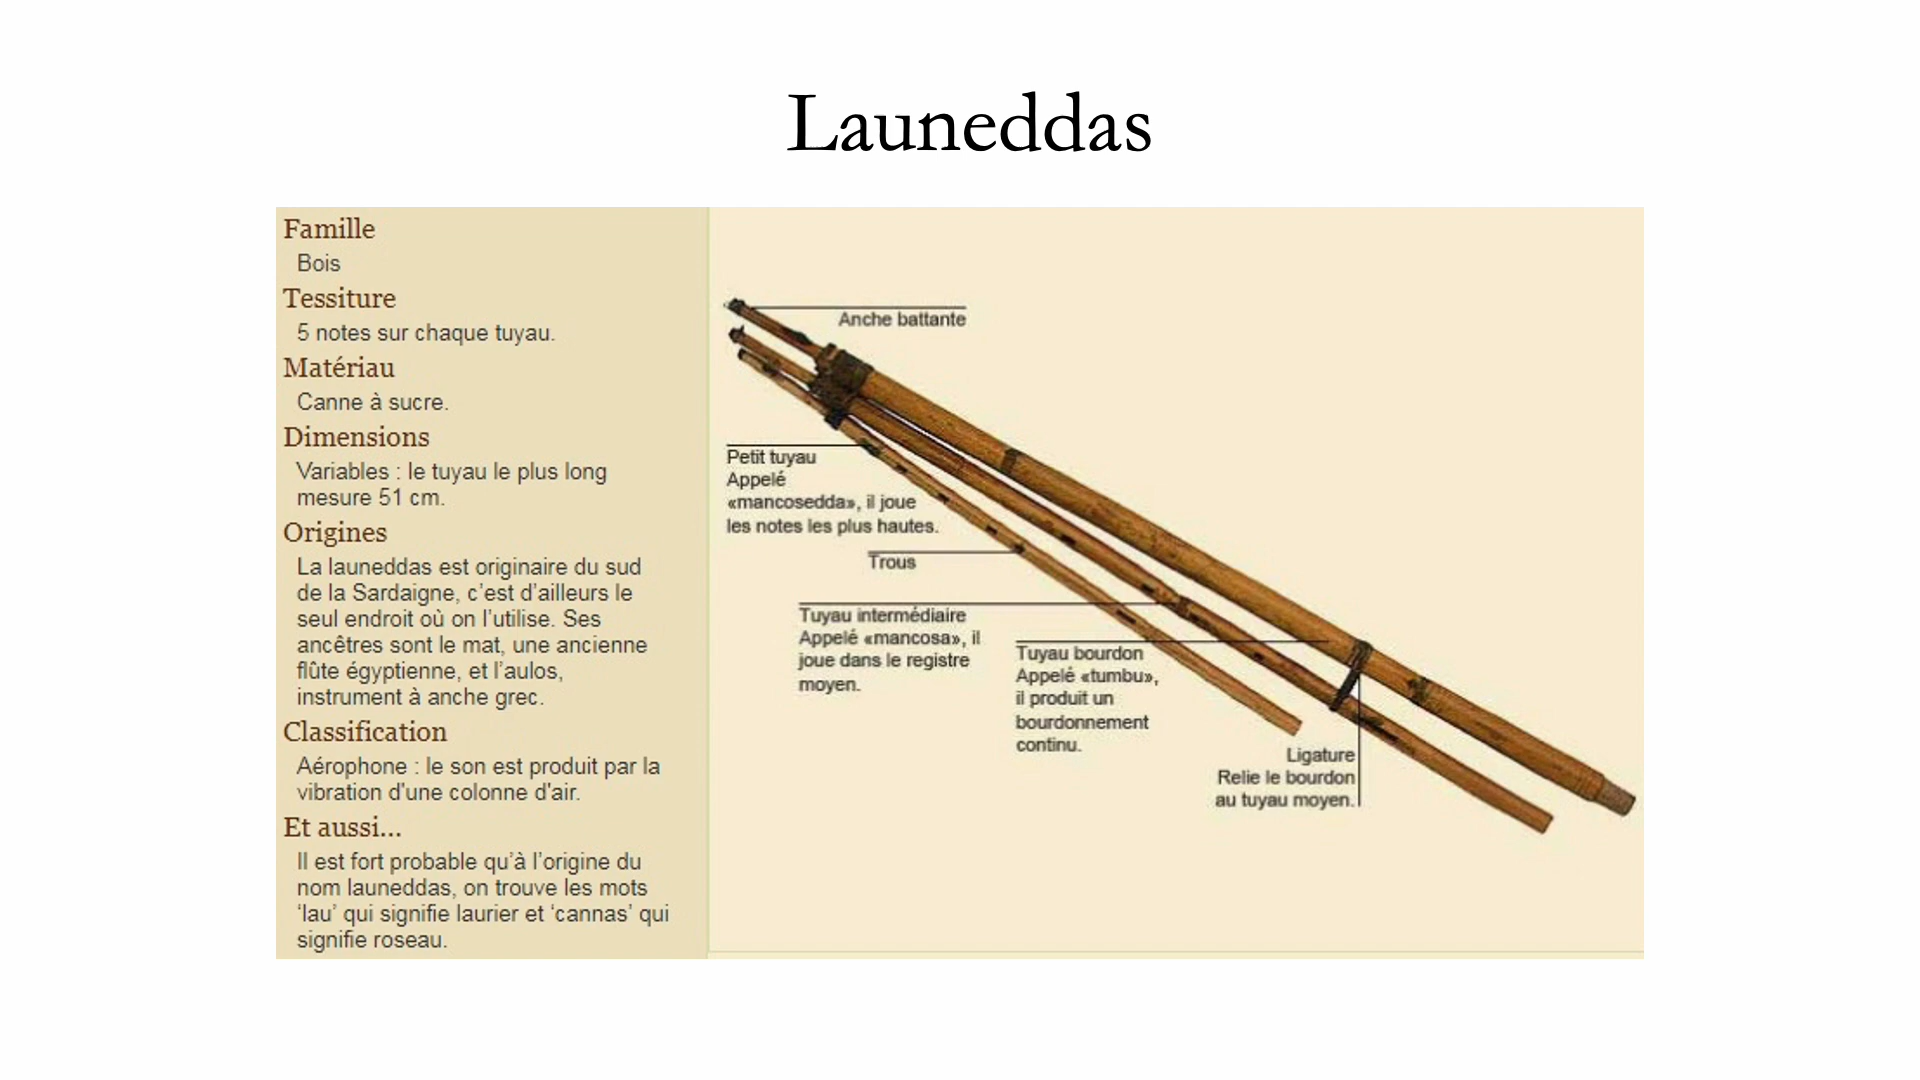 Launeddas
Famille
Bois
Tessiture
5 notes sur chaque tuyau.
Matériau
Canne à sucre.
Dimensions
Variables : le tuyau le plus long
mesure 51 cm.
Origines
La launeddas est originaire du sud
de la Sardaigne, c’est d’ailleurs le
seul endroit où on l’utilise. Ses
ancêtres sont le mat, une ancienne
flûte égyptienne, et l’aulos,
instrument à anche grec.
Classification
Aérophone : le son est produit par la
vibration d'une colonne d'air.
Et aussi...
Il est fort probable qu’à l’origine du
nom launeddas, on trouve les mots
‘lau’ qui signifie laurier et ‘cannas’ qui
signifie roseau.
Anche battante
Petit tuyau
Appelé
«mancosedda», il joue
les notes les plus hautes.
Trous
Tuyau intermédiaire
Appelé «mancosa», il
joue dans le registre
moyen.
Tuyau bourdon
Appelé «tumbu»,
il produit un
bourdonnement
continu.
Ligature
Relie le bourdon
au tuyau moyen.